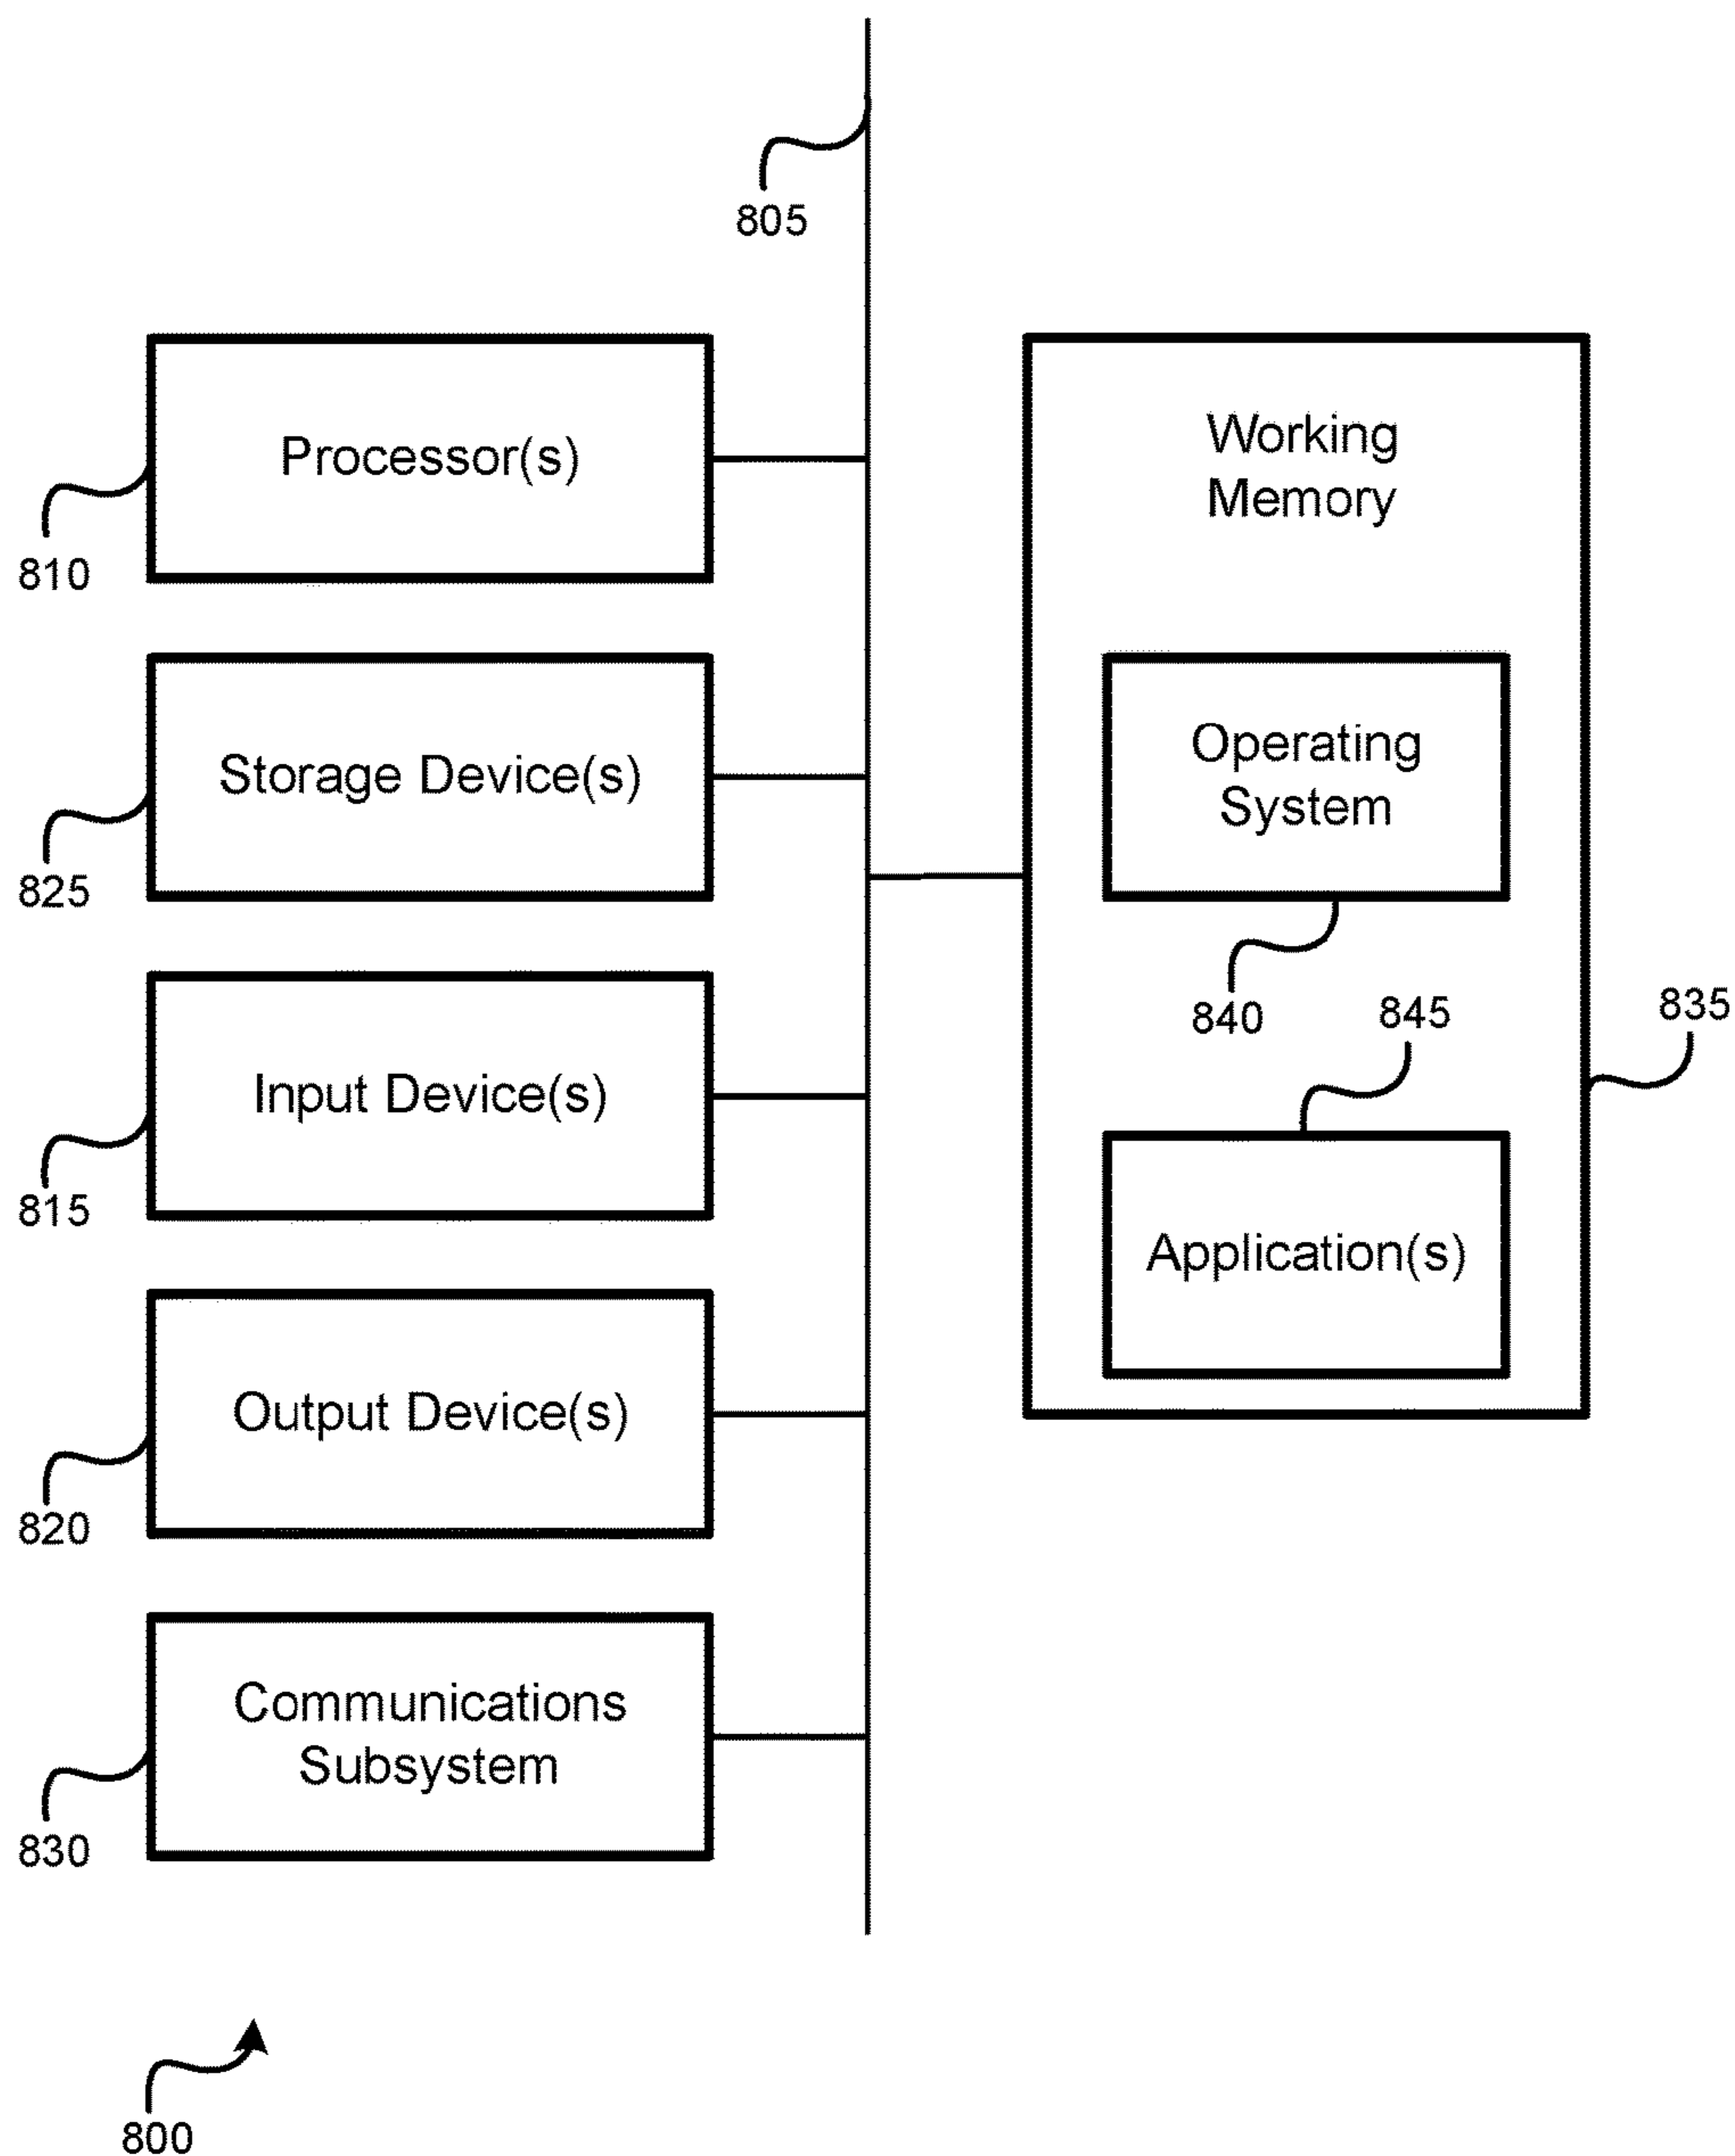 805
Processor(s)
810
Storage Device(s)
825
Input Device(s)
815
Output Device(s)
820
Communications
Subsystem
830
Working
Memory
Operating
System
840
845
835
Application(s)
800